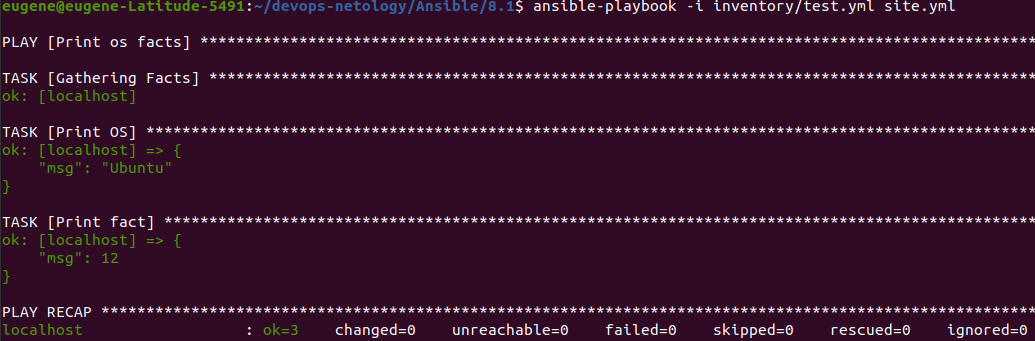 eugene@eugene-Latitude-5491:~/devops-netology/Ansible/8.1$ ansible-playbook -i inventory/test.yml site.yml
PLAY [Print os facts] *********************************************************************************************
TASK [Gathering Facts] ********************************************************************************************
ok: [localhost]
TASK [Print OS] ***************************************************************************************************
ok: [localhost] => {
    "msg": "Ubuntu"
}
TASK [Print fact] *************************************************************************************************
ok: [localhost] => {
    "msg": 12
}
PLAY RECAP ********************************************************************************************************
localhost                  : ok=3    changed=0    unreachable=0    failed=0    skipped=0    rescued=0    ignored=0